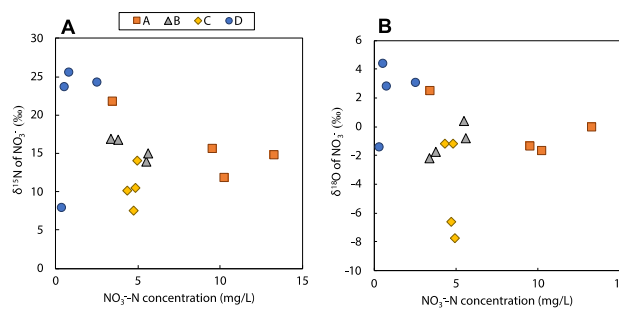 A B C D
A
30
25
20
15
10
5
0
0 5 10 15
δ¹⁵N of NO₃⁻ (‰)
NO₃⁻-N concentration (mg/L)
B
6
4
2
0
−2
−4
−6
−8
−10
0 5 10 15
δ¹⁸O of NO₃⁻ (‰)
NO₃⁻-N concentration (mg/L)